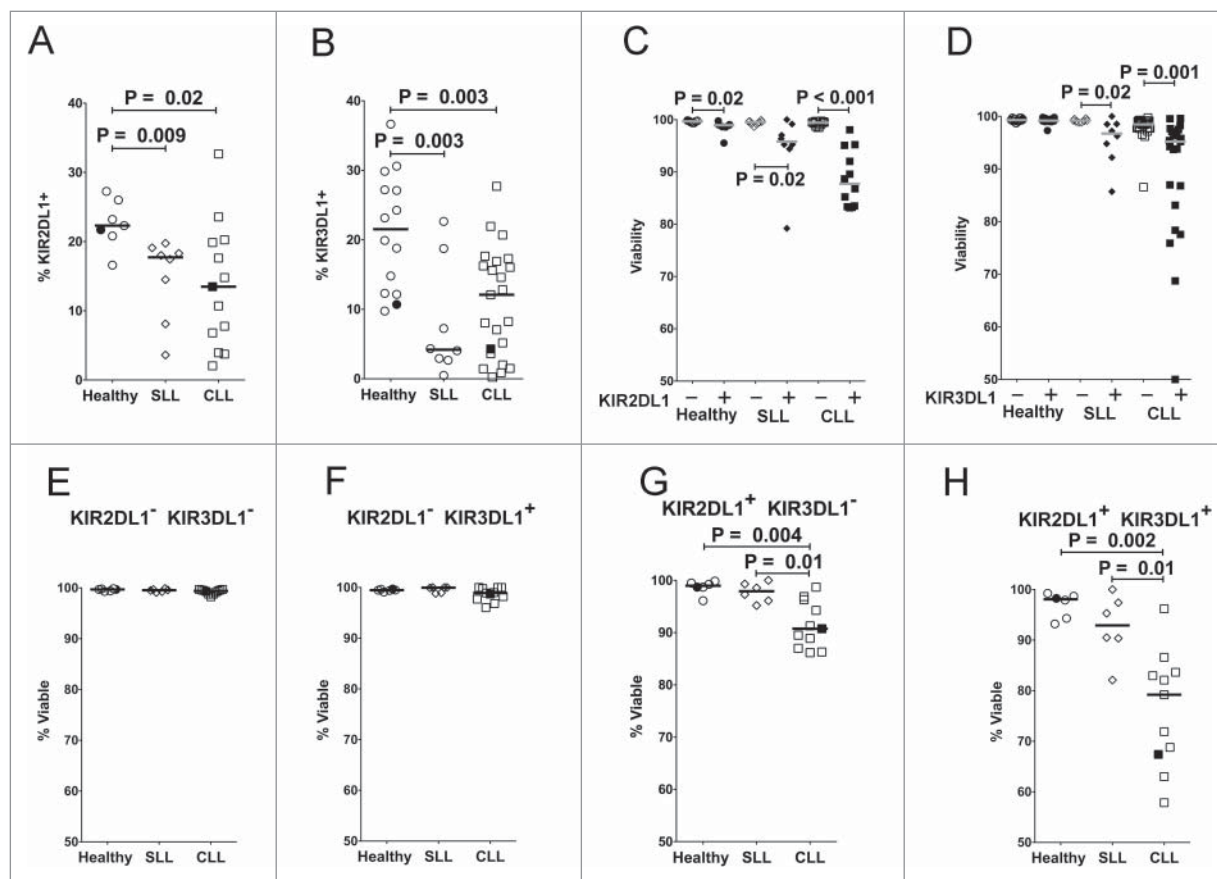 A
P = 0.02
P = 0.009
% KIR2DL1+
40
30
20
10
0
Healthy SLL CLL
B
P = 0.003
P = 0.003
% KIR3DL1+
40
30
20
10
0
Healthy SLL CLL
C
P = 0.02
P < 0.001
P = 0.02
Viability
100
90
80
70
60
50
KIR2DL1 − + − + − +
Healthy SLL CLL
D
P = 0.001
P = 0.02
Viability
100
90
80
70
60
50
KIR3DL1 − + − + − +
Healthy SLL CLL
E
KIR2DL1⁻ KIR3DL1⁻
% Viable
100
90
80
70
60
50
Healthy SLL CLL
F
KIR2DL1⁻ KIR3DL1⁺
% Viable
100
90
80
70
60
50
Healthy SLL CLL
G
KIR2DL1⁺ KIR3DL1⁻
P = 0.004
P = 0.01
% Viable
100
90
80
70
60
50
Healthy SLL CLL
H
KIR2DL1⁺ KIR3DL1⁺
P = 0.002
P = 0.01
% Viable
100
90
80
70
60
50
Healthy SLL CLL